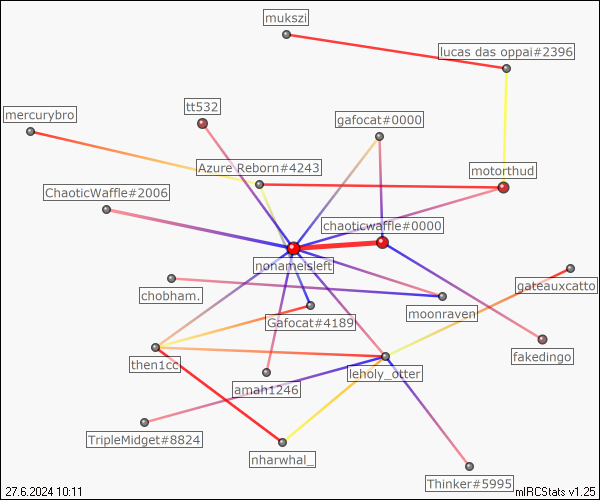 mukszi
lucas das oppai#2396
tt532
mercurybro
gafocat#0000
Azure Reborn#4243
motorthud
ChaoticWaffle#2006
chaoticwaffle#0000
nonameisleft
gateauxcatto
chobham.
moonraven
Gafocat#4189
fakedingo
then1cc
leholy_otter
amah1246
TripleMidget#8824
nharwhal_
Thinker#5995
27.6.2024 10:11
mIRCStats v1.25